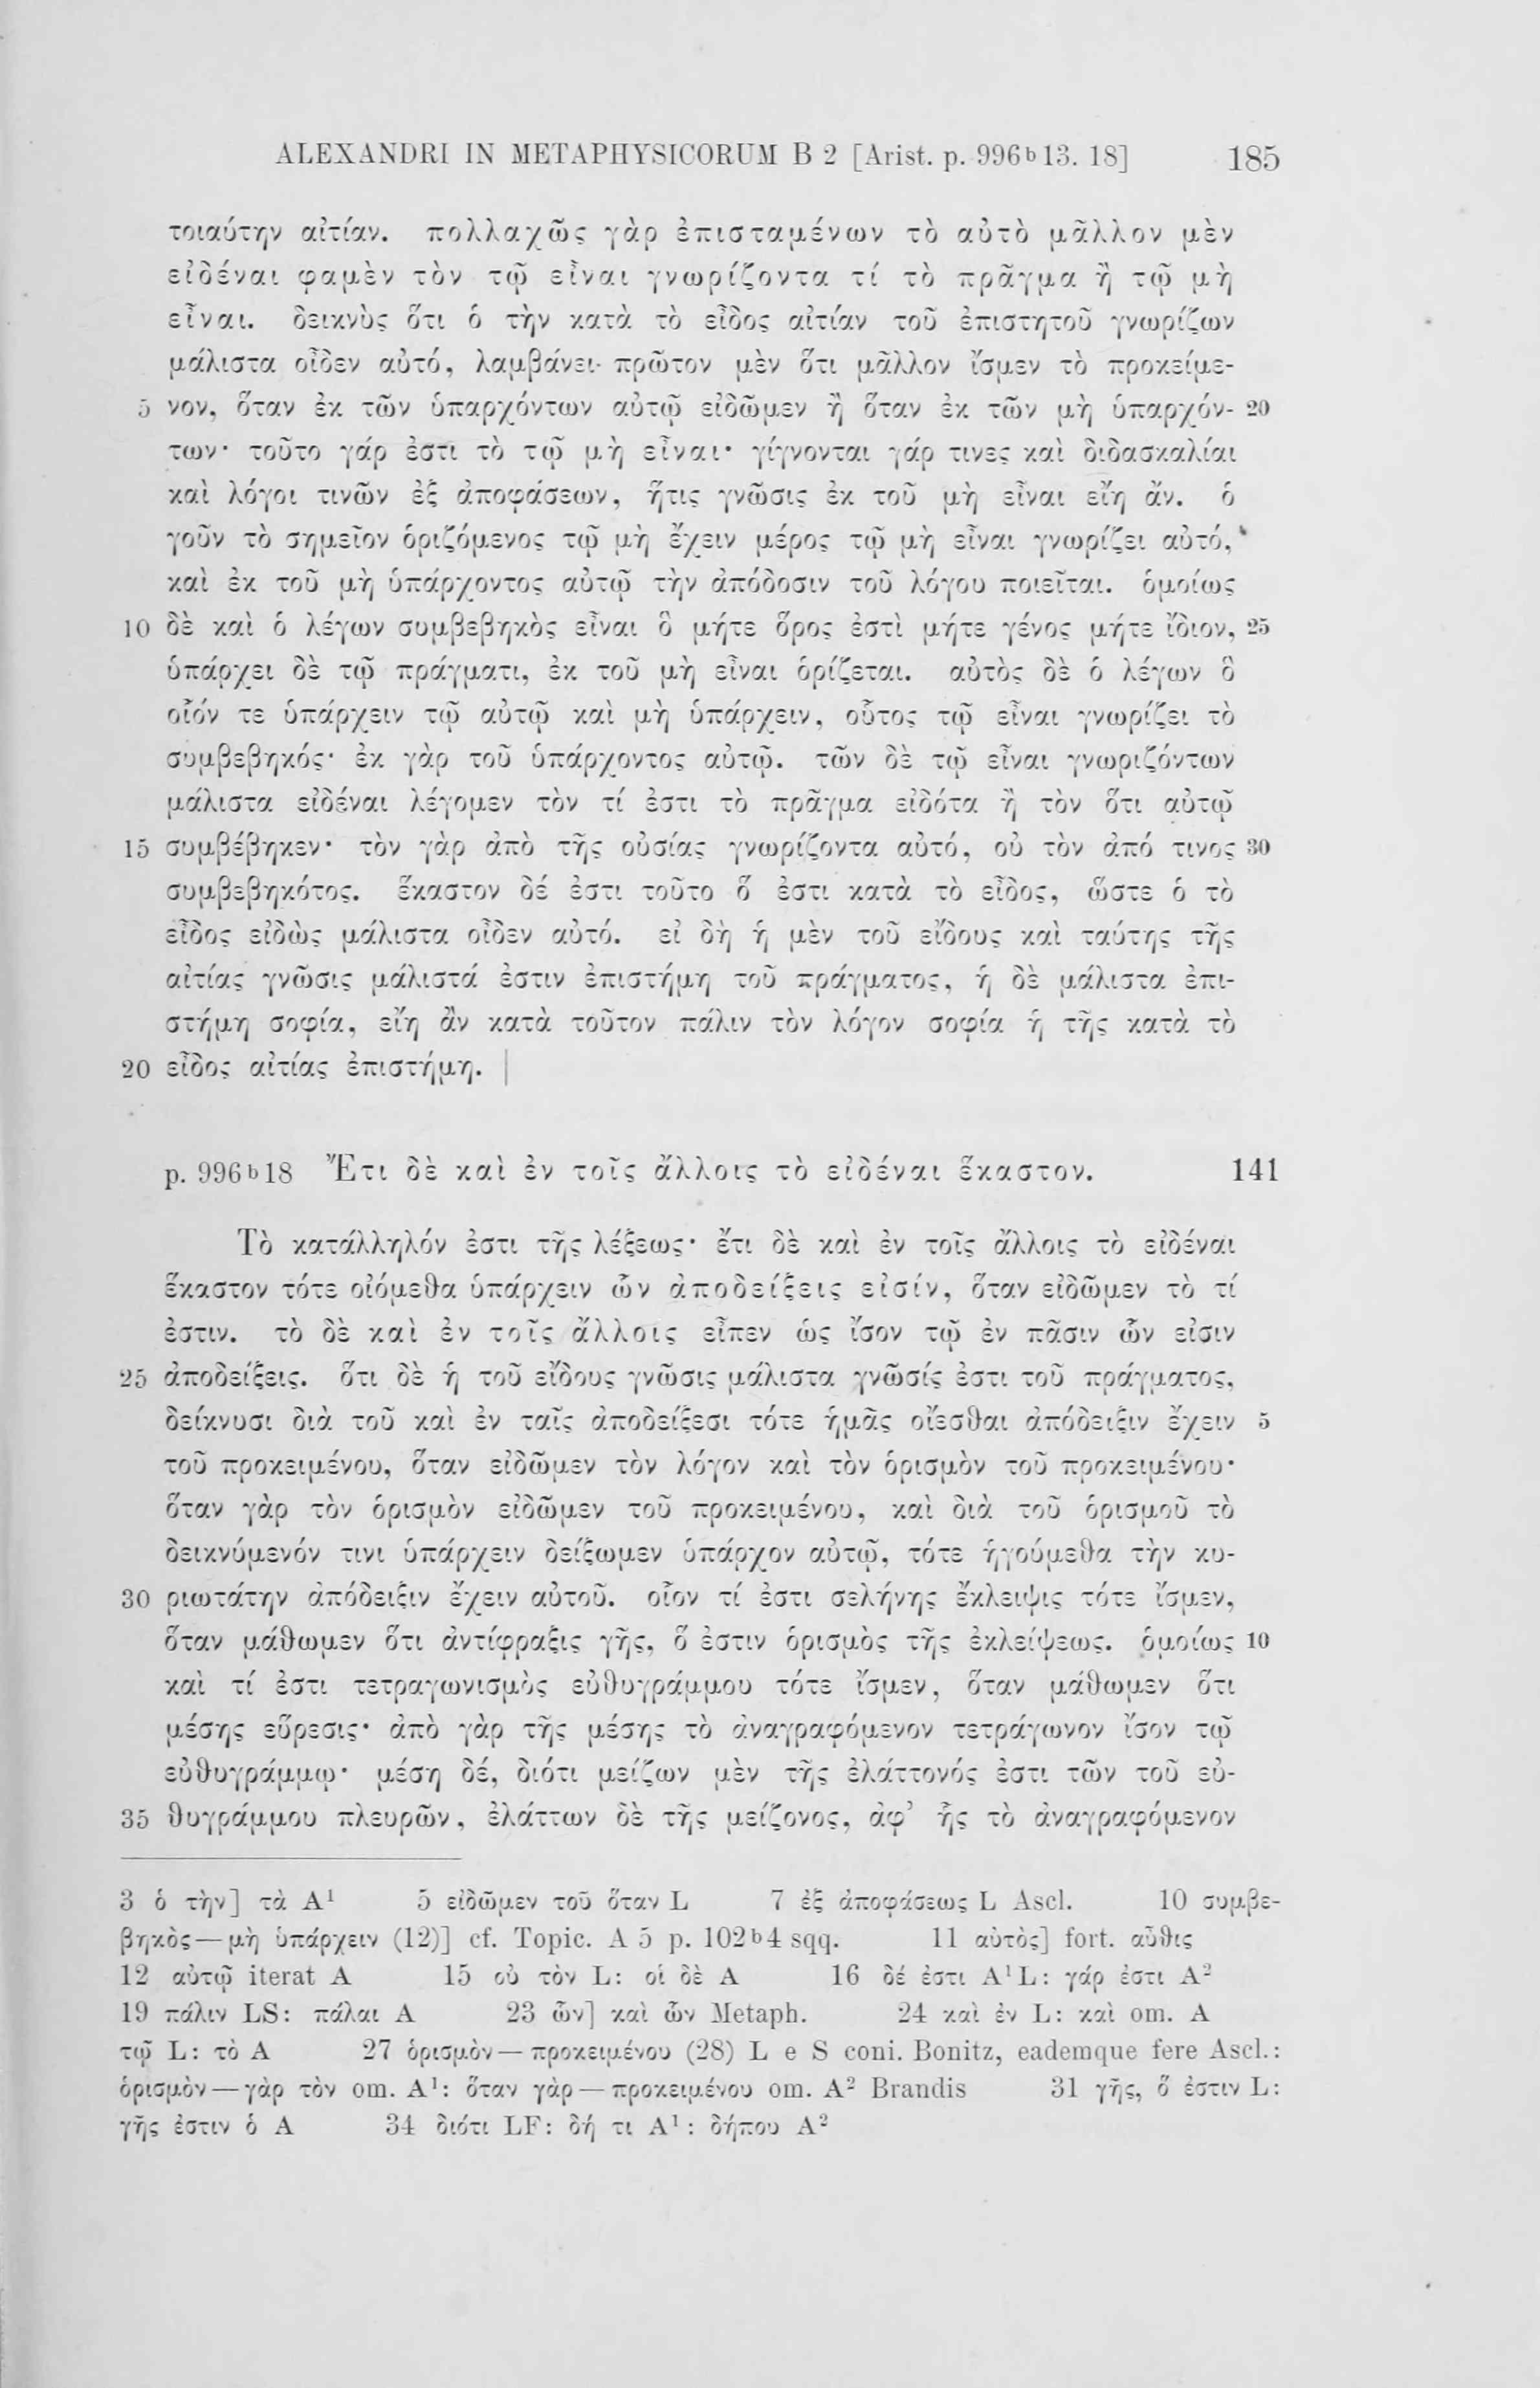 ALEXANDRI IN METAPHYSICORUM B 2 [Arist. p. 996b13. 18] 185
τοιαύτην αἰτίαν. πολλαχῶς γὰρ ἐπισταμένων τὸ αὐτὸ μᾶλλον μὲν
εἰδέναι φαμὲν τὸν τῷ εἶναι γνωρίζοντα τί τὸ πρᾶγμα ἢ τῷ μὴ
εἶναι. δεικνὺς ὅτι ὁ τὴν κατὰ τὸ εἶδος αἰτίαν τοῦ ἐπιστητοῦ γνωρίζων
μάλιστα οἶδεν αὐτό, λαμβάνει· πρῶτον μὲν ὅτι μᾶλλον ἴσμεν τὸ προκείμε-
5 νον, ὅταν ἐκ τῶν ὑπαρχόντων αὐτῷ εἰδῶμεν ἢ ὅταν ἐκ τῶν μὴ ὑπαρχόν- 20
των· τοῦτο γάρ ἐστι τὸ τῷ μὴ εἶναι· γίγνονται γάρ τινες καὶ διδασκαλίαι
καὶ λόγοι τινῶν ἐξ ἀποφάσεων, ἥτις γνῶσις ἐκ τοῦ μὴ εἶναι εἴη ἄν. ὁ
γοῦν τὸ σημεῖον ὁριζόμενος τῷ μὴ ἔχειν μέρος τῷ μὴ εἶναι γνωρίζει αὐτό,
καὶ ἐκ τοῦ μὴ ὑπάρχοντος αὐτῷ τὴν ἀπόδοσιν τοῦ λόγου ποιεῖται. ὁμοίως
10 δὲ καὶ ὁ λέγων συμβεβηκὸς εἶναι ὃ μήτε ὅρος ἐστὶ μήτε γένος μήτε ἴδιον, 25
ὑπάρχει δὲ τῷ πράγματι, ἐκ τοῦ μὴ εἶναι ὁρίζεται. αὐτὸς δὲ ὁ λέγων ὃ
οἷόν τε ὑπάρχειν τῷ αὐτῷ καὶ μὴ ὑπάρχειν, οὗτος τῷ εἶναι γνωρίζει τὸ
συμβεβηκός· ἐκ γὰρ τοῦ ὑπάρχοντος αὐτῷ. τῶν δὲ τῷ εἶναι γνωριζόντων
μάλιστα εἰδέναι λέγομεν τὸν τί ἐστι τὸ πρᾶγμα εἰδότα ἢ τὸν ὅτι αὐτῷ
15 συμβέβηκεν· τὸν γὰρ ἀπὸ τῆς οὐσίας γνωρίζοντα αὐτό, οὐ τὸν ἀπό τινος 30
συμβεβηκότος. ἕκαστον δέ ἐστι τοῦτο ὅ ἐστι κατὰ τὸ εἶδος, ὥστε ὁ τὸ
εἶδος εἰδὼς μάλιστα οἶδεν αὐτό. εἰ δὴ ἡ μὲν τοῦ εἴδους καὶ ταύτης τῆς
αἰτίας γνῶσις μάλιστά ἐστιν ἐπιστήμη τοῦ πράγματος, ἡ δὲ μάλιστα ἐπι-
στήμη σοφία, εἴη ἂν κατὰ τοῦτον πάλιν τὸν λόγον σοφία ἡ τῆς κατὰ τὸ
20 εἶδος αἰτίας ἐπιστήμη. |
p. 996b18 Ἔτι δὲ καὶ ἐν τοῖς ἄλλοις τὸ εἰδέναι ἕκαστον. 141
Τὸ κατάλληλόν ἐστι τῆς λέξεως· ἔτι δὲ καὶ ἐν τοῖς ἄλλοις τὸ εἰδέναι
ἕκαστον τότε οἰόμεθα ὑπάρχειν ὧν ἀποδείξεις εἰσίν, ὅταν εἰδῶμεν τὸ τί
ἐστιν. τὸ δὲ καὶ ἐν τοῖς ἄλλοις εἶπεν ὡς ἴσον τῷ ἐν πᾶσιν ὧν εἰσιν
25 ἀποδείξεις. ὅτι δὲ ἡ τοῦ εἴδους γνῶσις μάλιστα γνῶσίς ἐστι τοῦ πράγματος,
δείκνυσι διὰ τοῦ καὶ ἐν ταῖς ἀποδείξεσι τότε ἡμᾶς οἴεσθαι ἀπόδειξιν ἔχειν 5
τοῦ προκειμένου, ὅταν εἰδῶμεν τὸν λόγον καὶ τὸν ὁρισμὸν τοῦ προκειμένου·
ὅταν γὰρ τὸν ὁρισμὸν εἰδῶμεν τοῦ προκειμένου, καὶ διὰ τοῦ ὁρισμοῦ τὸ
δεικνύμενόν τινι ὑπάρχειν δείξωμεν ὑπάρχον αὐτῷ, τότε ἡγούμεθα τὴν κυ-
30 ριωτάτην ἀπόδειξιν ἔχειν αὐτοῦ. οἷον τί ἐστι σελήνης ἔκλειψις τότε ἴσμεν,
ὅταν μάθωμεν ὅτι ἀντίφραξις γῆς, ὅ ἐστιν ὁρισμὸς τῆς ἐκλείψεως. ὁμοίως 10
καὶ τί ἐστι τετραγωνισμὸς εὐθυγράμμου τότε ἴσμεν, ὅταν μάθωμεν ὅτι
μέσης εὕρεσις· ἀπὸ γὰρ τῆς μέσης τὸ ἀναγραφόμενον τετράγωνον ἴσον τῷ
εὐθυγράμμῳ· μέση δέ, διότι μείζων μὲν τῆς ἐλάττονός ἐστι τῶν τοῦ εὐ-
35 θυγράμμου πλευρῶν, ἐλάττων δὲ τῆς μείζονος, ἀφ’ ἧς τὸ ἀναγραφόμενον
3 ὁ τὴν] τὰ A¹ 5 εἰδῶμεν τοῦ ὅταν L 7 ἐξ ἀποφάσεως L Ascl. 10 συμβε-
βηκὸς — μὴ ὑπάρχειν (12)] cf. Topic. A 5 p. 102b4 sqq. 11 αὐτὸς] fort. αὖθις
12 αὐτῷ iterat A 15 οὐ τὸν L: οἱ δὲ A 16 δέ ἐστι A¹L: γάρ ἐστι A²
19 πάλιν LS: πάλαι A 23 ὧν] καὶ ὧν Metaph. 24 καὶ ἐν L: καὶ om. A
τῷ L: τὸ A 27 ὁρισμὸν — προκειμένου (28) L e S coni. Bonitz, eademque fere Ascl.:
ὁρισμὸν — γὰρ τὸν om. A¹: ὅταν γὰρ — προκειμένου om. A² Brandis 31 γῆς, ὅ ἐστιν L:
γῆς ἐστιν ὁ A 34 διότι LF: δή τι A¹: δήπου A²